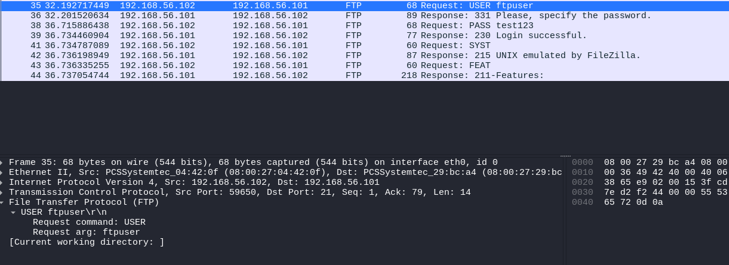 35 32.192717449 192.168.56.102 192.168.56.101 FTP 68 Request: USER ftpuser
36 32.201520634 192.168.56.102 192.168.56.101 FTP 89 Response: 331 Please, specify the password.
38 36.715886438 192.168.56.102 192.168.56.101 FTP 68 Request: PASS test123
39 36.734460904 192.168.56.102 192.168.56.101 FTP 77 Response: 230 Login successful.
41 36.734787089 192.168.56.102 192.168.56.101 FTP 60 Request: SYST
42 36.736198949 192.168.56.102 192.168.56.101 FTP 87 Response: 215 UNIX emulated by FileZilla.
43 36.736335255 192.168.56.102 192.168.56.101 FTP 60 Request: FEAT
44 36.737054744 192.168.56.102 192.168.56.101 FTP 218 Response: 211-Features:
Frame 35: 68 bytes on wire (544 bits), 68 bytes captured (544 bits) on interface eth0, id 0
Ethernet II, Src: PCSSystemtec_04:42:0f (08:00:27:04:42:0f), Dst: PCSSystemtec_29:bc:a4 (08:00:27:29:bc
Internet Protocol Version 4, Src: 192.168.56.102, Dst: 192.168.56.101
Transmission Control Protocol, Src Port: 59650, Dst Port: 21, Seq: 1, Ack: 79, Len: 14
File Transfer Protocol (FTP)
USER ftpuser\r\n
Request command: USER
Request arg: ftpuser
[Current working directory: ]
0000 08 00 27 29 bc a4 08 00
0010 00 36 49 42 40 00 40 06
0020 38 65 e9 02 00 15 3f cd
0030 7e d2 f2 44 00 00 55 53
0040 65 72 0d 0a